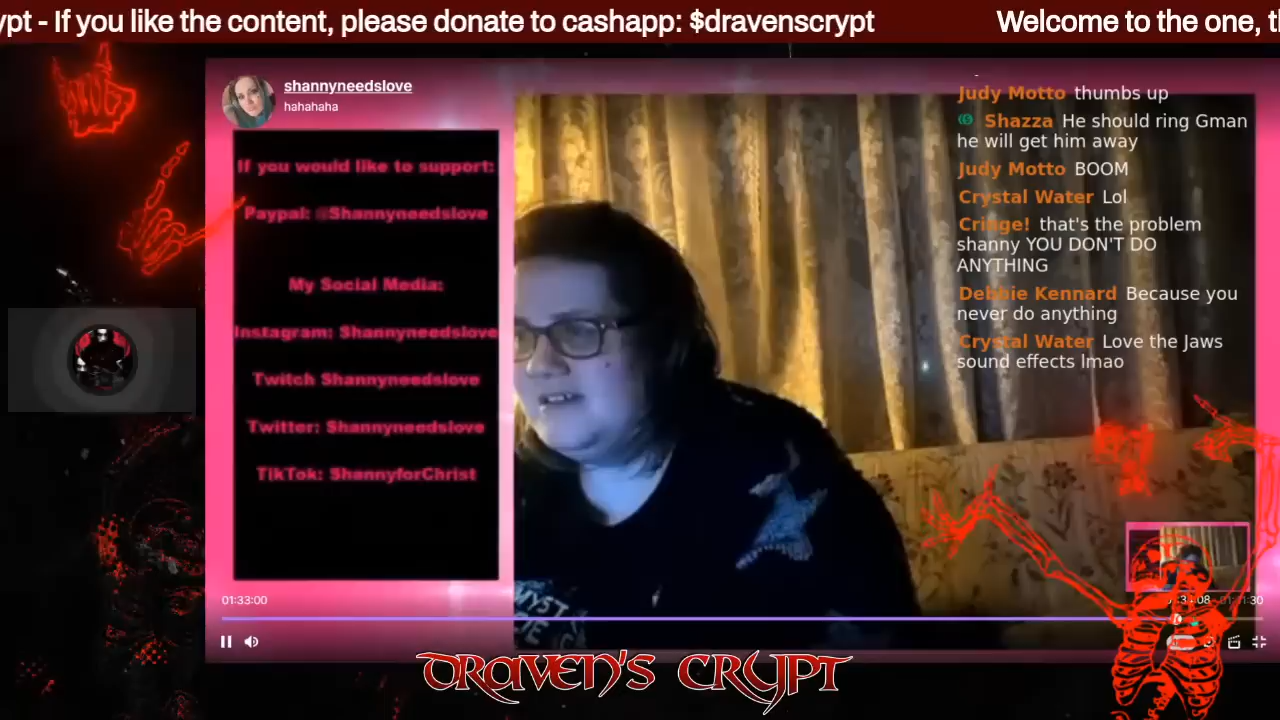 ypt - If you like the content, please donate to cashapp: $dravenscrypt Welcome to the one, t
shannyneedslove
hahahaha
If you would like to support:
Paypal: @Shannyneedslove
My Social Media:
Instagram: Shannyneedslove
Twitch Shannyneedslove
Twitter: Shannyneedslove
TikTok: ShannyforChrist
Judy Motto thumbs up
Shazza He should ring Gman
he will get him away
Judy Motto BOOM
Crystal Water Lol
Cringe! that's the problem
shanny YOU DON'T DO
ANYTHING
Debbie Kennard Because you
never do anything
Crystal Water Love the Jaws
sound effects lmao
01:33:00
DRAVEN'S CRYPT